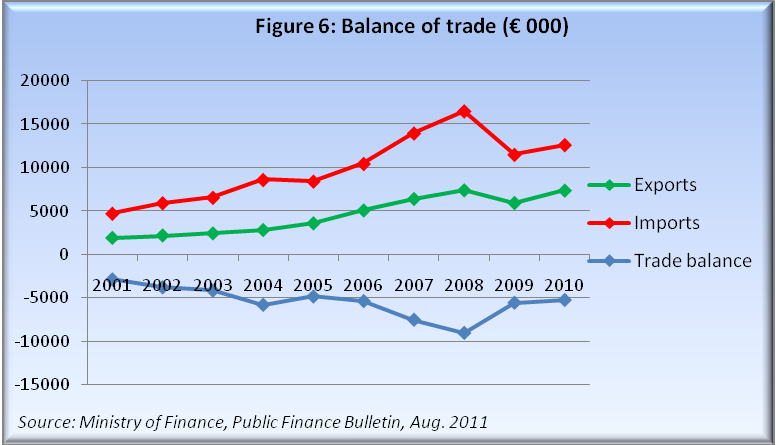 Figure 6: Balance of trade (€ 000)
20000
15000
10000
5000
0
-5000
-10000
-15000
2001 2002 2003 2004 2005 2006 2007 2008 2009 2010
Exports
Imports
Trade balance
Source: Ministry of Finance, Public Finance Bulletin, Aug. 2011